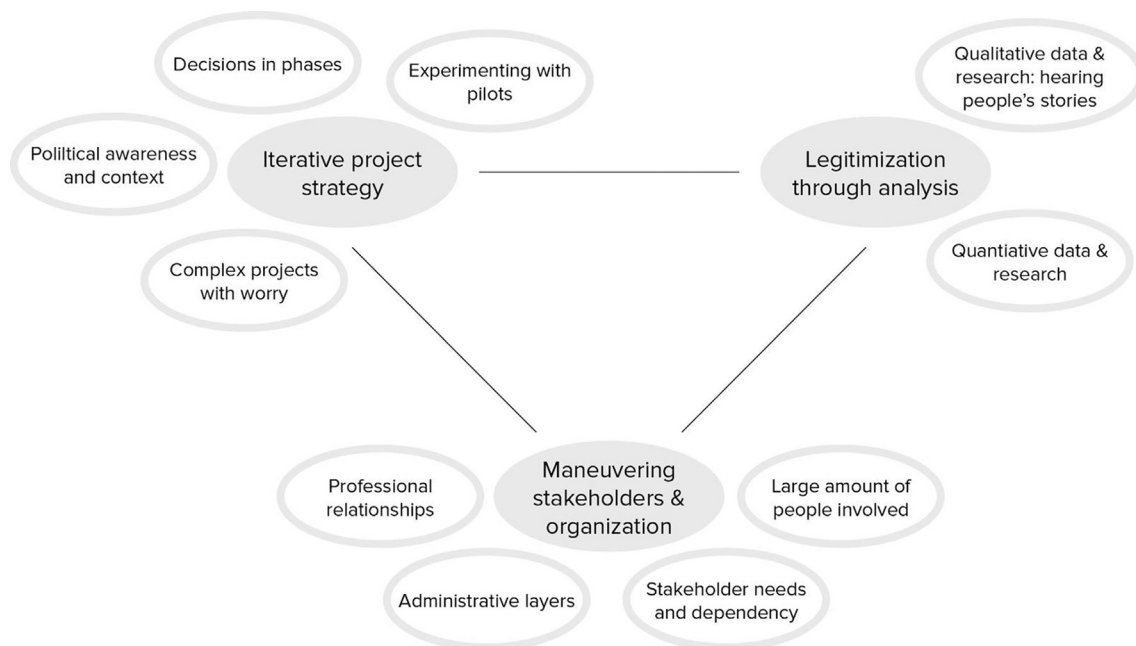 Decisions in phases
Experimenting with
pilots
Poliltical awareness
and context
Iterative project
strategy
Complex projects
with worry
Qualitative data &
research: hearing
people's stories
Legitimization
through analysis
Quantiative data &
research
Professional
relationships
Maneuvering
stakeholders &
organization
Large amount of
people involved
Administrative layers
Stakeholder needs
and dependency